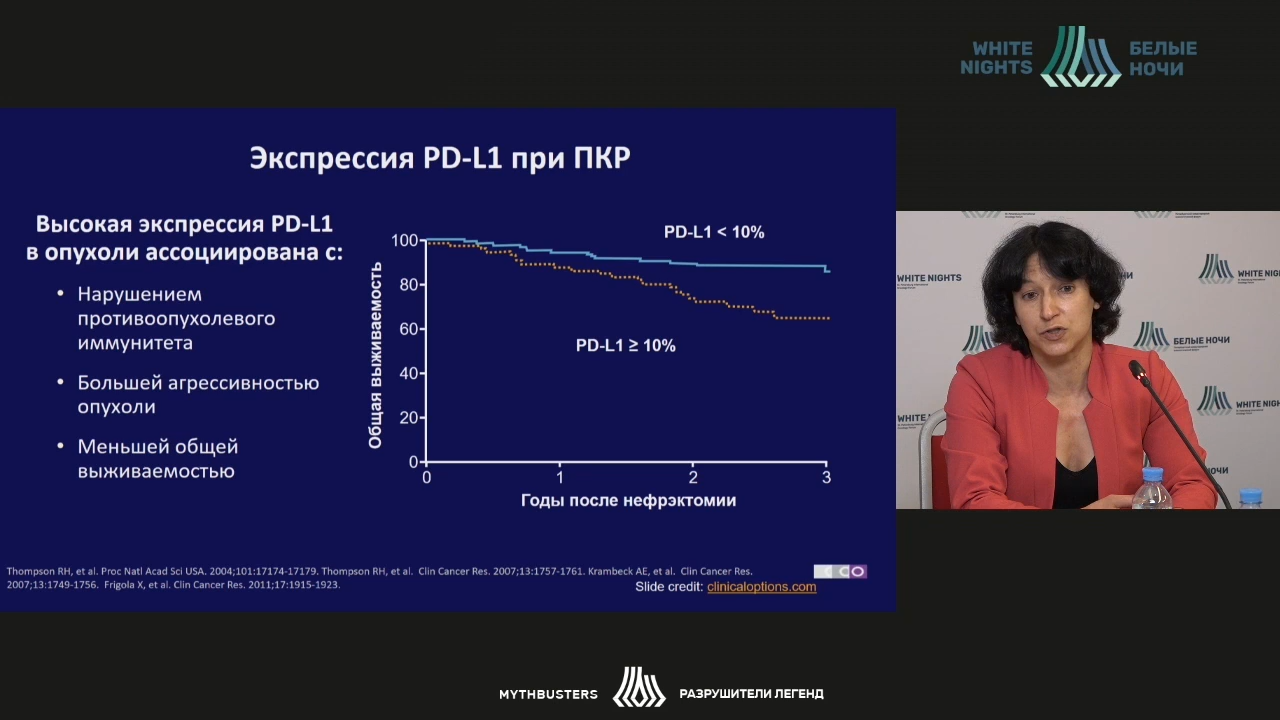 WHITE
NIGHTS
БЕЛЫЕ
НОЧИ
Экспрессия PD-L1 при ПКР
Высокая экспрессия PD-L1
в опухоли ассоциирована с:
• Нарушением
противоопухолевого
иммунитета
• Большей агрессивностью
опухоли
• Меньшей общей
выживаемостью
Общая выживаемость
100
80
60
40
20
0
PD-L1 < 10%
PD-L1 ≥ 10%
0 1 2 3
Годы после нефрэктомии
Thompson RH, et al. Proc Natl Acad Sci USA. 2004;101:17174-17179. Thompson RH, et al. Clin Cancer Res. 2007;13:1757-1761. Krambeck AE, et al. Clin Cancer Res.
2007;13:1749-1756. Frigola X, et al. Clin Cancer Res. 2011;17:1915-1923.
Slide credit: clinicaloptions.com
WHITE NIGHTS
WHITE NIGH
БЕЛЫЕ НОЧИ
WHITE NIGH
НОЧИ
MYTHBUSTERS
РАЗРУШИТЕЛИ ЛЕГЕНД